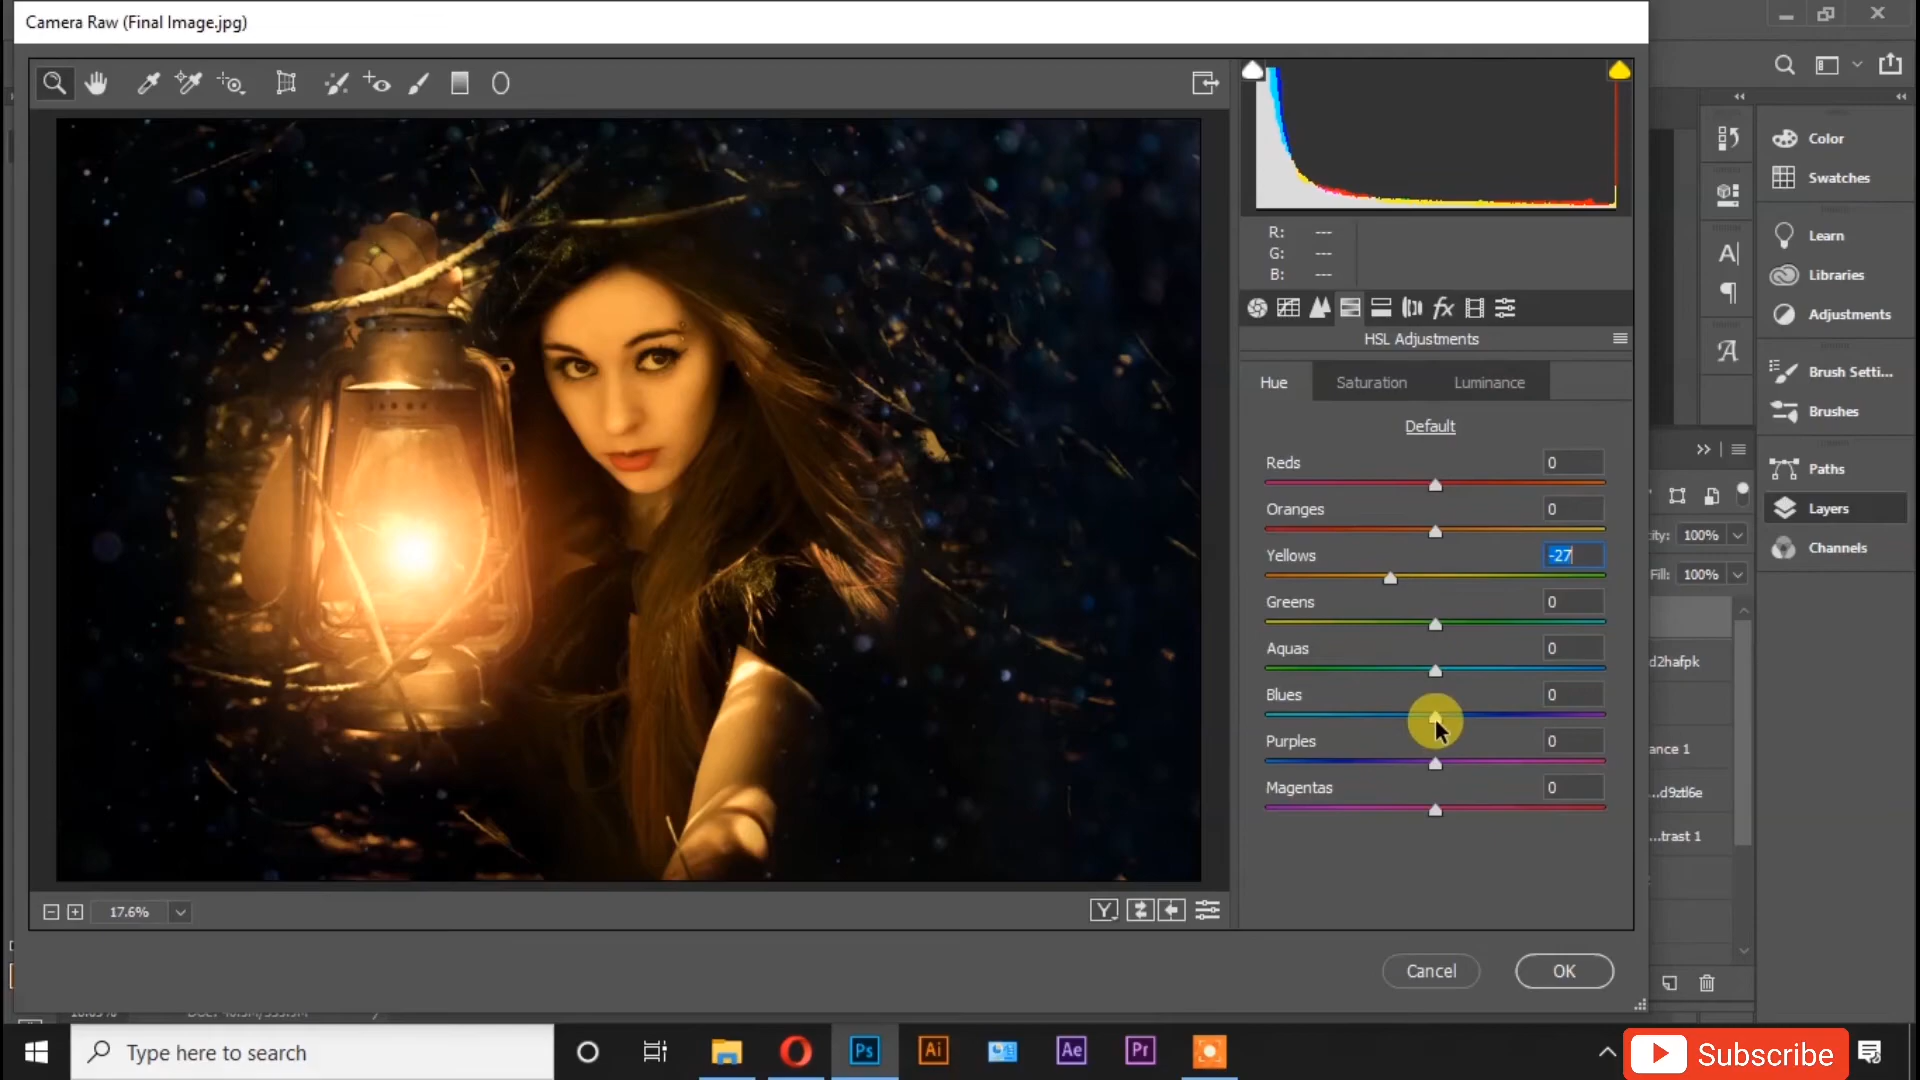 Camera Raw (Final Image.jpg)
R: ---
G: ---
B: ---
HSL Adjustments
Hue Saturation Luminance
Default
Reds 0
Oranges 0
Yellows -27
Greens 0
Aquas 0
Blues 0
Purples 0
Magentas 0
17.6%
Cancel OK
Color
Swatches
Learn
Libraries
Adjustments
Brush Setti...
Brushes
Paths
Layers
Channels
city: 100%
Fill: 100%
d2hafpk
ance 1
...d9ztl6e
...trast 1
Type here to search
Ps Ai Ae Pr
Subscribe